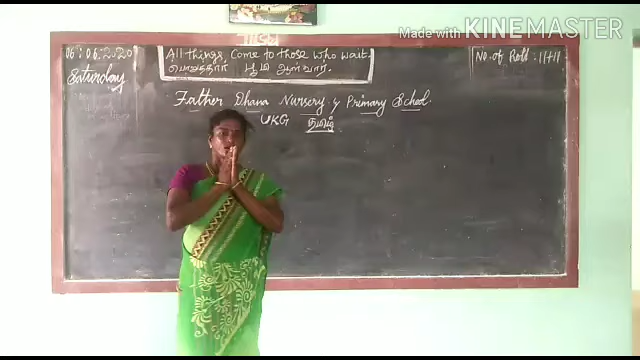 Made with KINEMASTER
06:06:2020
Saturday
All things, Come to those who wait.
பொறுத்தார் பூமி ஆள்வார்.
No. of Roll: 11+11
Father Dhana Nursery & Primary School.
UKG தமிழ்